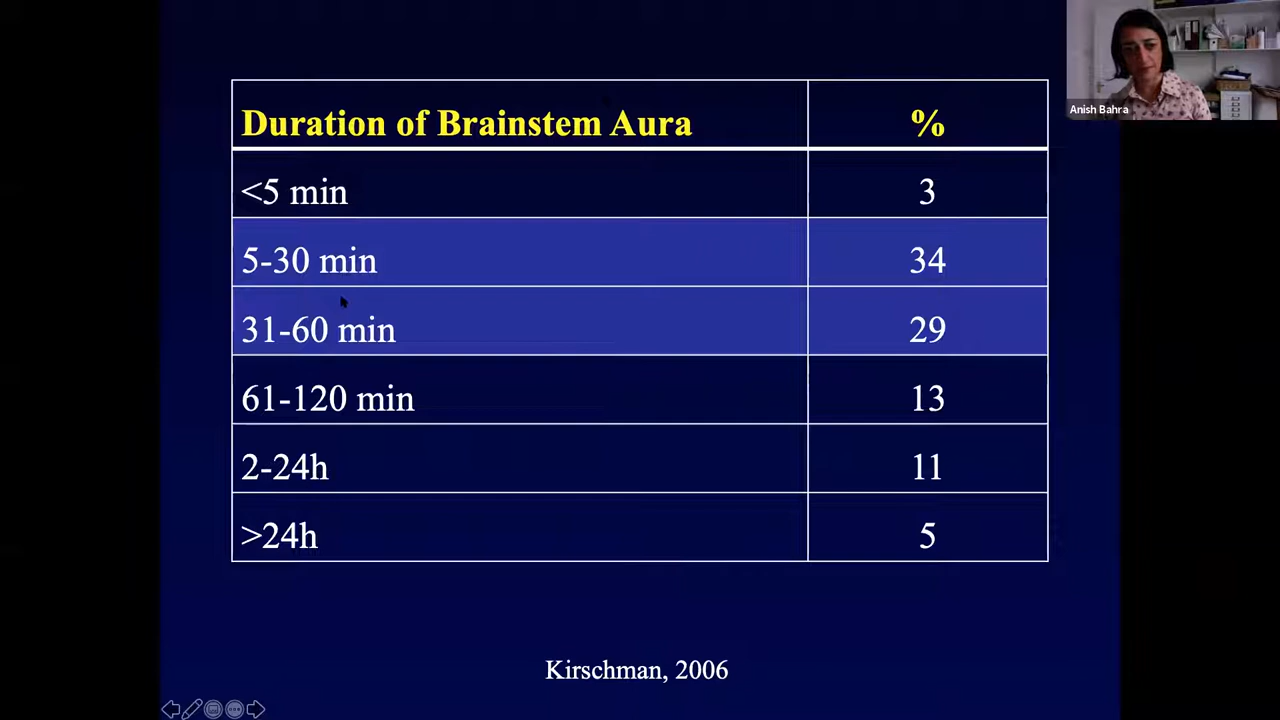 Anish Bahra
Duration of Brainstem Aura %
<5 min 3
5-30 min 34
31-60 min 29
61-120 min 13
2-24h 11
>24h 5
Kirschman, 2006